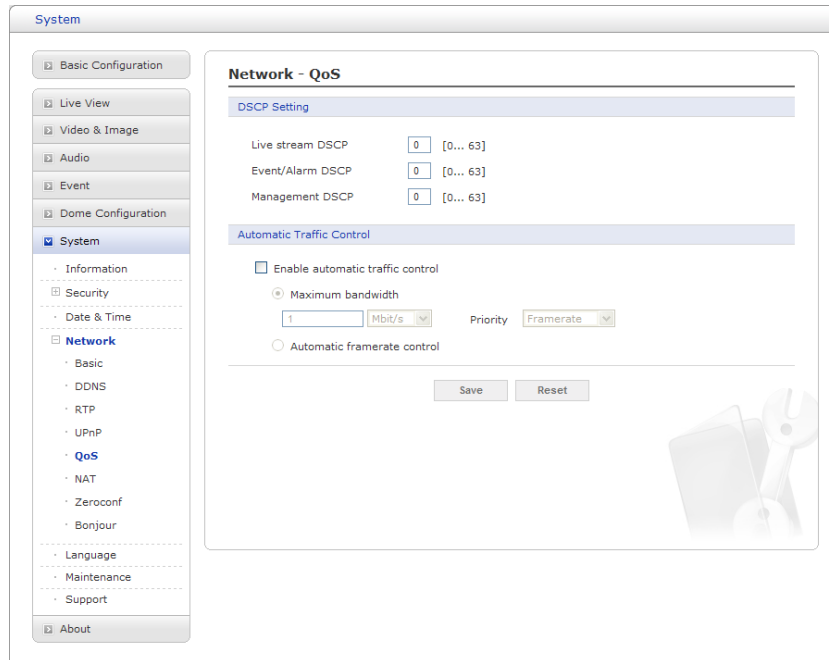 System
Basic Configuration
Live View
Video & Image
Audio
Event
Dome Configuration
System
Information
Security
Date & Time
Network
Basic
DDNS
RTP
UPnP
QoS
NAT
Zeroconf
Bonjour
Language
Maintenance
Support
About
Network - QoS
DSCP Setting
Live stream DSCP 0 [0... 63]
Event/Alarm DSCP 0 [0... 63]
Management DSCP 0 [0... 63]
Automatic Traffic Control
Enable automatic traffic control
Maximum bandwidth
1 Mbit/s Priority Framerate
Automatic framerate control
Save Reset